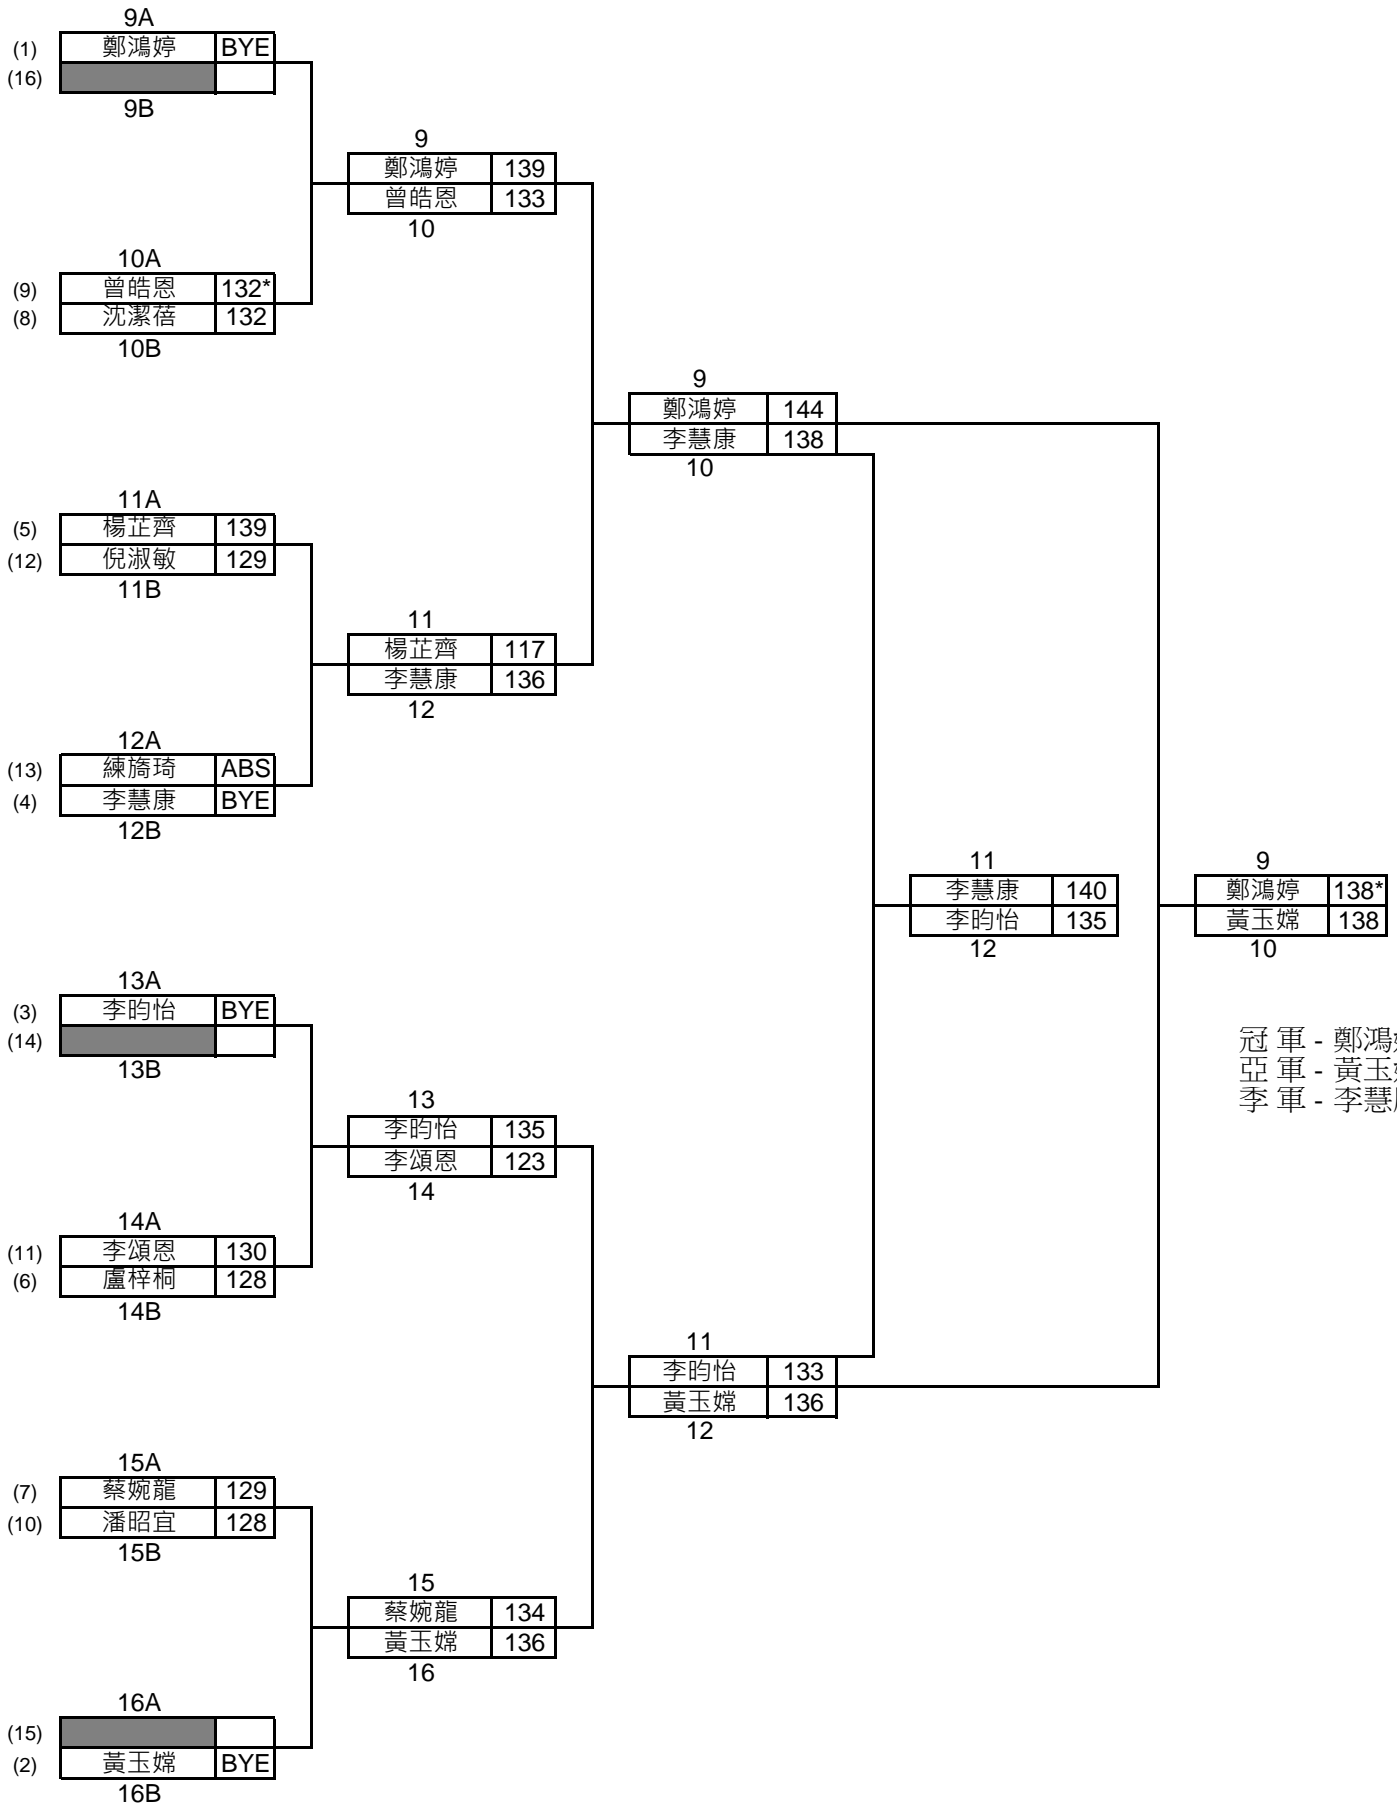 9A
(1) 鄭鴻婷 BYE
(16)
9B
9
鄭鴻婷 139
曾皓恩 133
10
10A
(9) 曾皓恩 132*
(8) 沈潔蓓 132
10B
9
鄭鴻婷 144
李慧康 138
10
11A
(5) 楊芷齊 139
(12) 倪淑敏 129
11B
11
楊芷齊 117
李慧康 136
12
12A
(13) 練旖琦 ABS
(4) 李慧康 BYE
12B
11
李慧康 140
李昀怡 135
12
9
鄭鴻婷 138*
黃玉嫦 138
10
13A
(3) 李昀怡 BYE
(14)
13B
冠 軍 - 鄭鴻
亞 軍 - 黃玉
季 軍 - 李慧
13
李昀怡 135
李頌恩 123
14
14A
(11) 李頌恩 130
(6) 盧梓桐 128
14B
11
李昀怡 133
黃玉嫦 136
12
15A
(7) 蔡婉龍 129
(10) 潘昭宜 128
15B
15
蔡婉龍 134
黃玉嫦 136
16
16A
(15)
(2) 黃玉嫦 BYE
16B